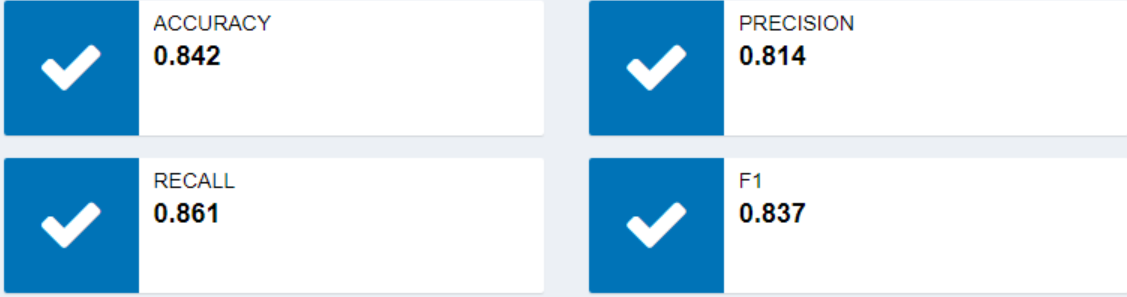 ACCURACY
0.842
PRECISION
0.814
RECALL
0.861
F1
0.837